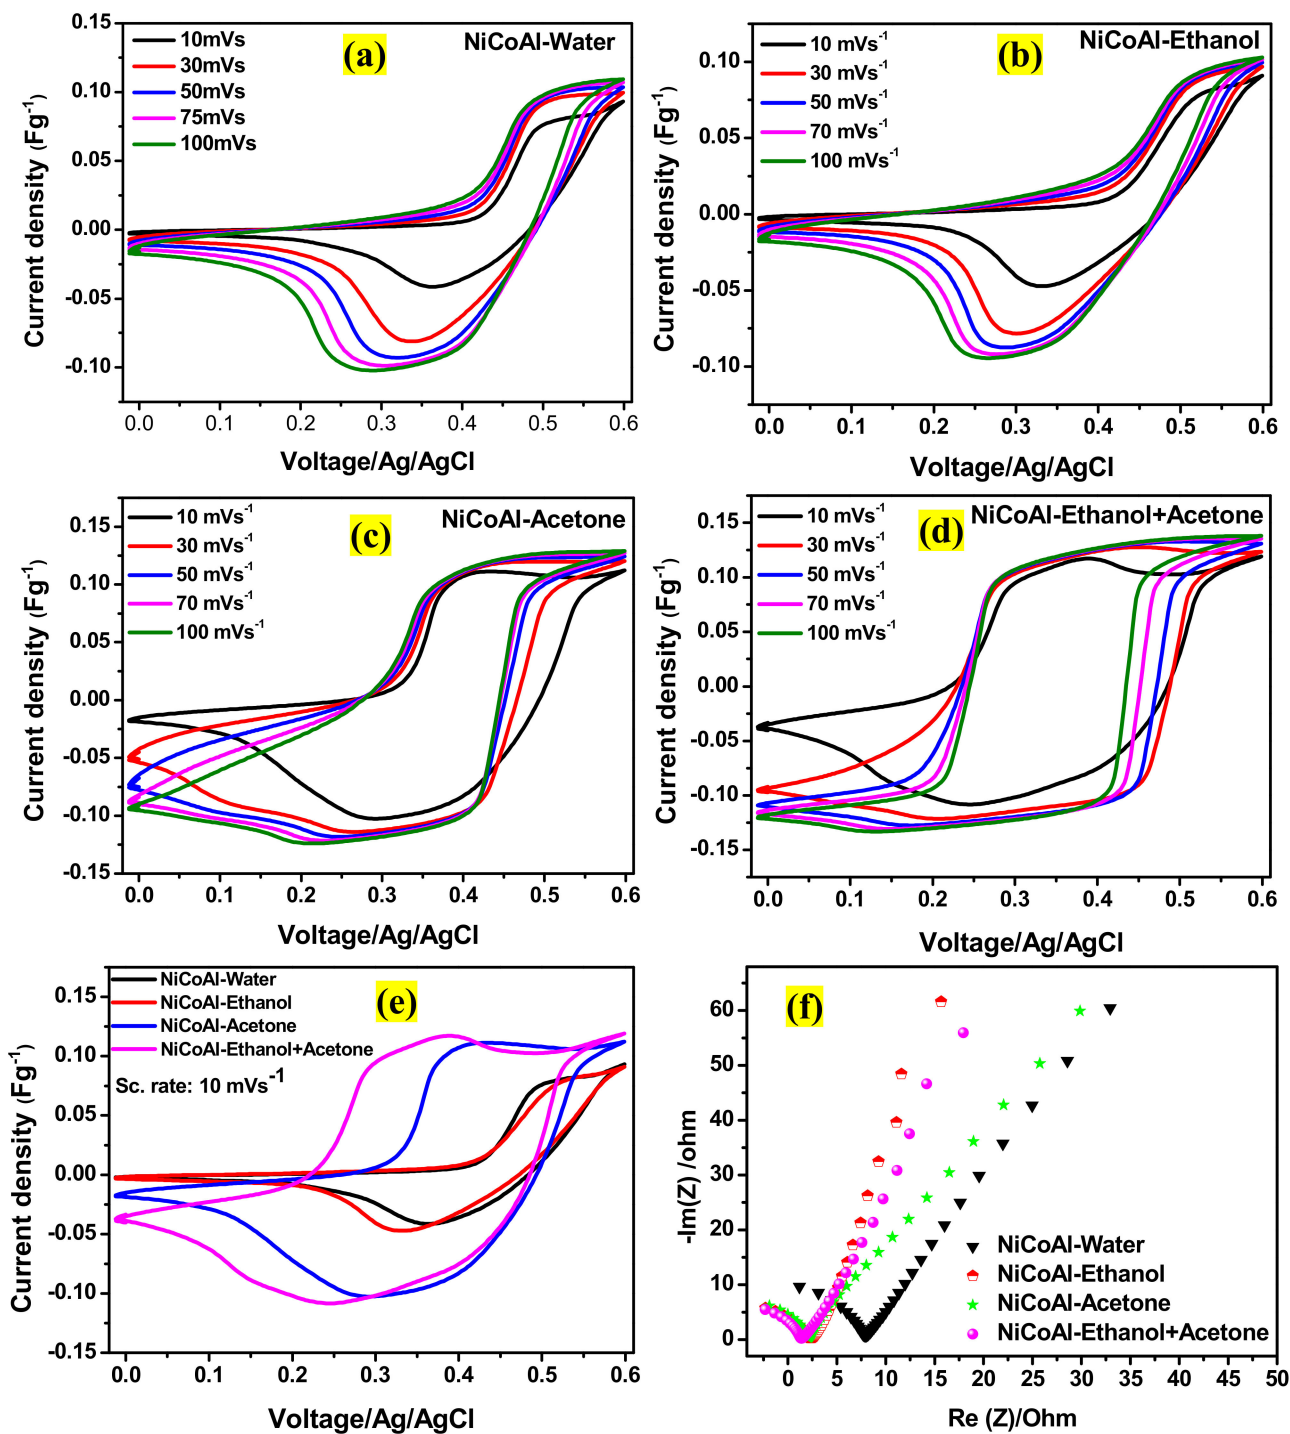 (a)
NiCoAl-Water
10mVs
30mVs
50mVs
75mVs
100mVs
0.15
0.10
0.05
0.00
-0.05
-0.10
Current density (Fg⁻¹)
0.0 0.1 0.2 0.3 0.4 0.5 0.6
Voltage/Ag/AgCl
(b)
NiCoAl-Ethanol
10 mVs⁻¹
30 mVs⁻¹
50 mVs⁻¹
70 mVs⁻¹
100 mVs⁻¹
0.10
0.05
0.00
-0.05
-0.10
Current density (Fg⁻¹)
0.0 0.1 0.2 0.3 0.4 0.5 0.6
Voltage/Ag/AgCl
(c)
NiCoAl-Acetone
10 mVs⁻¹
30 mVs⁻¹
50 mVs⁻¹
70 mVs⁻¹
100 mVs⁻¹
0.15
0.10
0.05
0.00
-0.05
-0.10
-0.15
Current density (Fg⁻¹)
0.0 0.1 0.2 0.3 0.4 0.5 0.6
Voltage/Ag/AgCl
(d)
NiCoAl-Ethanol+Acetone
10 mVs⁻¹
30 mVs⁻¹
50 mVs⁻¹
70 mVs⁻¹
100 mVs⁻¹
0.15
0.10
0.05
0.00
-0.05
-0.10
-0.15
Current density (Fg⁻¹)
0.0 0.1 0.2 0.3 0.4 0.5 0.6
Voltage/Ag/AgCl
(e)
NiCoAl-Water
NiCoAl-Ethanol
NiCoAl-Acetone
NiCoAl-Ethanol+Acetone
Sc. rate: 10 mVs⁻¹
0.15
0.10
0.05
0.00
-0.05
-0.10
-0.15
Current density (Fg⁻¹)
0.0 0.1 0.2 0.3 0.4 0.5 0.6
Voltage/Ag/AgCl
(f)
60
50
40
30
20
10
0
-Im(Z) /ohm
NiCoAl-Water
NiCoAl-Ethanol
NiCoAl-Acetone
NiCoAl-Ethanol+Acetone
0 5 10 15 20 25 30 35 40 45 50
Re (Z)/Ohm